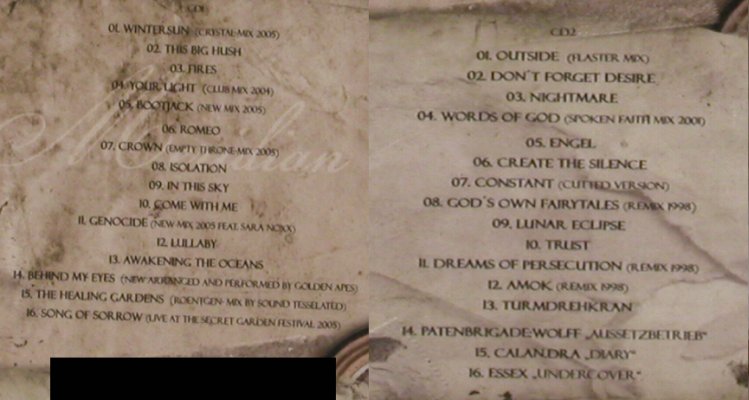 CD1
01. WINTERSUN (CRYSTAL-MIX 2005)
02. THIS BIG HUSH
03. FIRES
04. YOUR LIGHT (CLUB MIX 2004)
05. BOOTJACK (NEW MIX 2005)
06. ROMEO
07. CROWN (EMPTY THRONE-MIX 2005)
08. ISOLATION
09. IN THIS SKY
10. COME WITH ME
11. GENOCIDE (NEW MIX 2005 FEAT. SARA NOXX)
12. LULLABY
13. AWAKENING THE OCEANS
14. BEHIND MY EYES (NEW ARRANGED AND PERFORMED BY GOLDEN APES)
15. THE HEALING GARDENS (ROENTGEN- MIX BY SOUND TESSELATED)
16. SONG OF SORROW (LIVE AT THE SECRET GARDEN FESTIVAL 2005)
CD2
01. OUTSIDE (FLASTER MIX)
02. DON´T FORGET DESIRE
03. NIGHTMARE
04. WORDS OF GOD (SPOKEN FAITH MIX 2001)
05. ENGEL
06. CREATE THE SILENCE
07. CONSTANT (CUTTED VERSION)
08. GOD´S OWN FAIRYTALES (REMIX 1998)
09. LUNAR ECLIPSE
10. TRUST
11. DREAMS OF PERSECUTION (REMIX 1998)
12. AMOK (REMIX 1998)
13. TURMDREHKRAN
14. PATENBRIGADE:WOLFF „AUSSETZBETRIEB“
15. CALAN.DRA „DIARY“
16. ESSEX „UNDERCOVER“